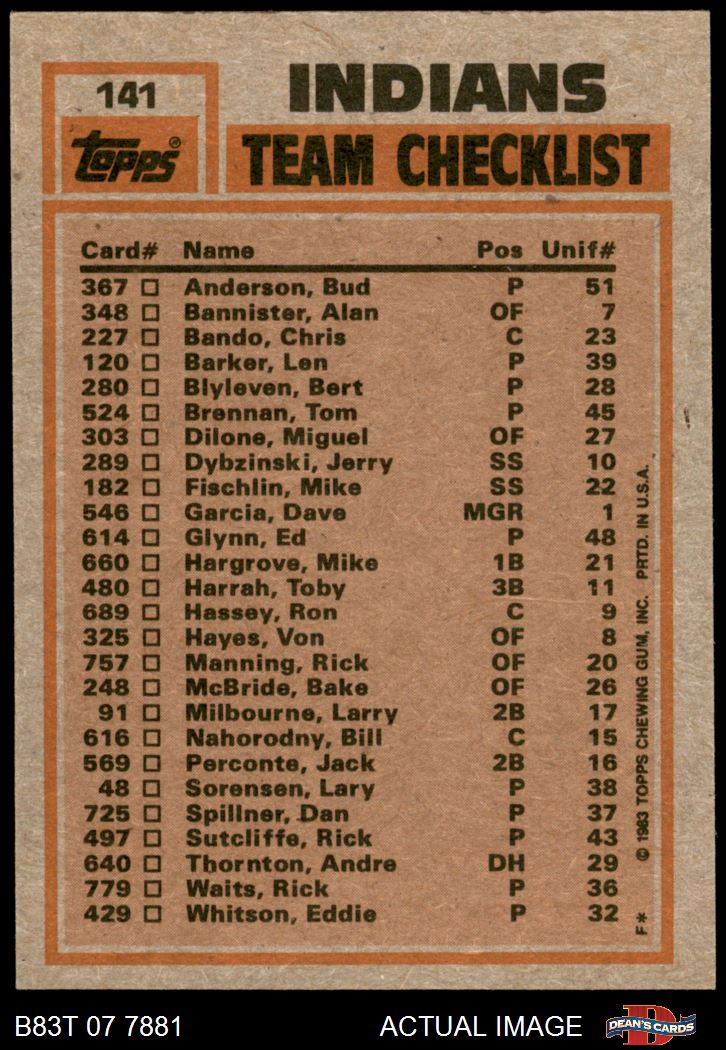 141
INDIANS
topps®
TEAM CHECKLIST
Card# Name Pos Unif#
367 □ Anderson, Bud P 51
348 □ Bannister, Alan OF 7
227 □ Bando, Chris C 23
120 □ Barker, Len P 39
280 □ Blyleven, Bert P 28
524 □ Brennan, Tom P 45
303 □ Dilone, Miguel OF 27
289 □ Dybzinski, Jerry SS 10
182 □ Fischlin, Mike SS 22
546 □ Garcia, Dave MGR 1
614 □ Glynn, Ed P 48
660 □ Hargrove, Mike 1B 21
480 □ Harrah, Toby 3B 11
689 □ Hassey, Ron C 9
325 □ Hayes, Von OF 8
757 □ Manning, Rick OF 20
248 □ McBride, Bake OF 26
91 □ Milbourne, Larry 2B 17
616 □ Nahorodny, Bill C 15
569 □ Perconte, Jack 2B 16
48 □ Sorensen, Lary P 38
725 □ Spillner, Dan P 37
497 □ Sutcliffe, Rick P 43
640 □ Thornton, Andre DH 29
779 □ Waits, Rick P 36
429 □ Whitson, Eddie P 32
F* © 1983 TOPPS CHEWING GUM, INC. PRTD. IN U.S.A.
B83T 07 7881 ACTUAL IMAGE
D
DEAN'S CARDS